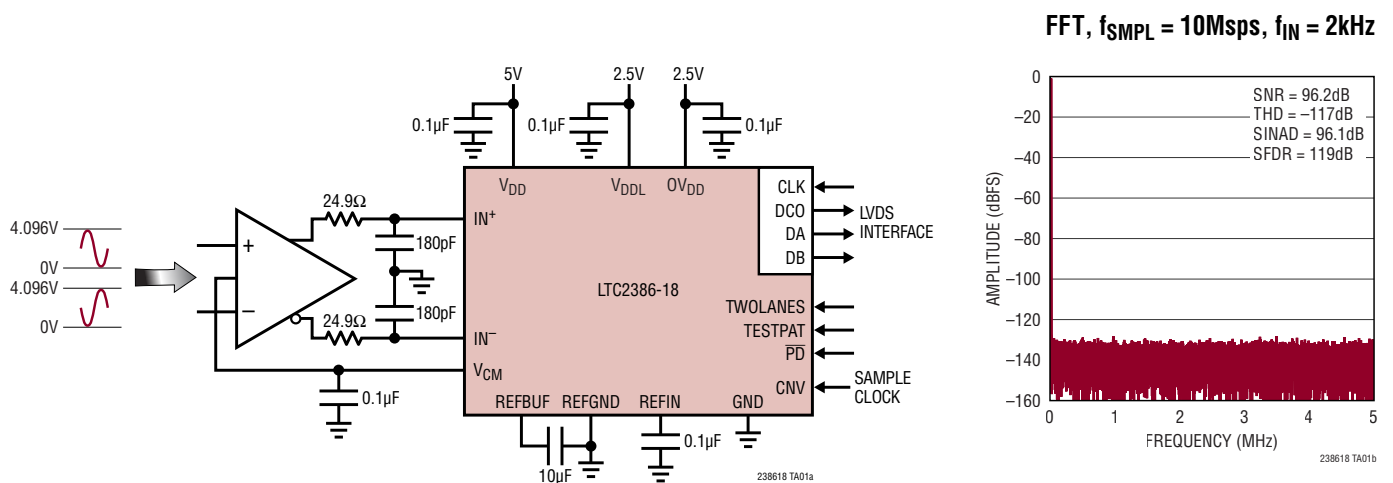 FFT, fSMPL = 10Msps, fIN = 2kHz
5V
2.5V
2.5V
0.1µF
0.1µF
0.1µF
VDD
VDDL
OVDD
4.096V
0V
4.096V
0V
+
−
24.9Ω
24.9Ω
180pF
180pF
IN+
IN−
VCM
0.1µF
LTC2386-18
CLK
DCO
DA
DB
LVDS
INTERFACE
TWOLANES
TESTPAT
PD
CNV
SAMPLE
CLOCK
REFBUF
REFGND
REFIN
GND
10µF
0.1µF
238618 TA01a
SNR = 96.2dB
THD = –117dB
SINAD = 96.1dB
SFDR = 119dB
AMPLITUDE (dBFS)
0
–20
–40
–60
–80
–100
–120
–140
–160
0 1 2 3 4 5
FREQUENCY (MHz)
238618 TA01b